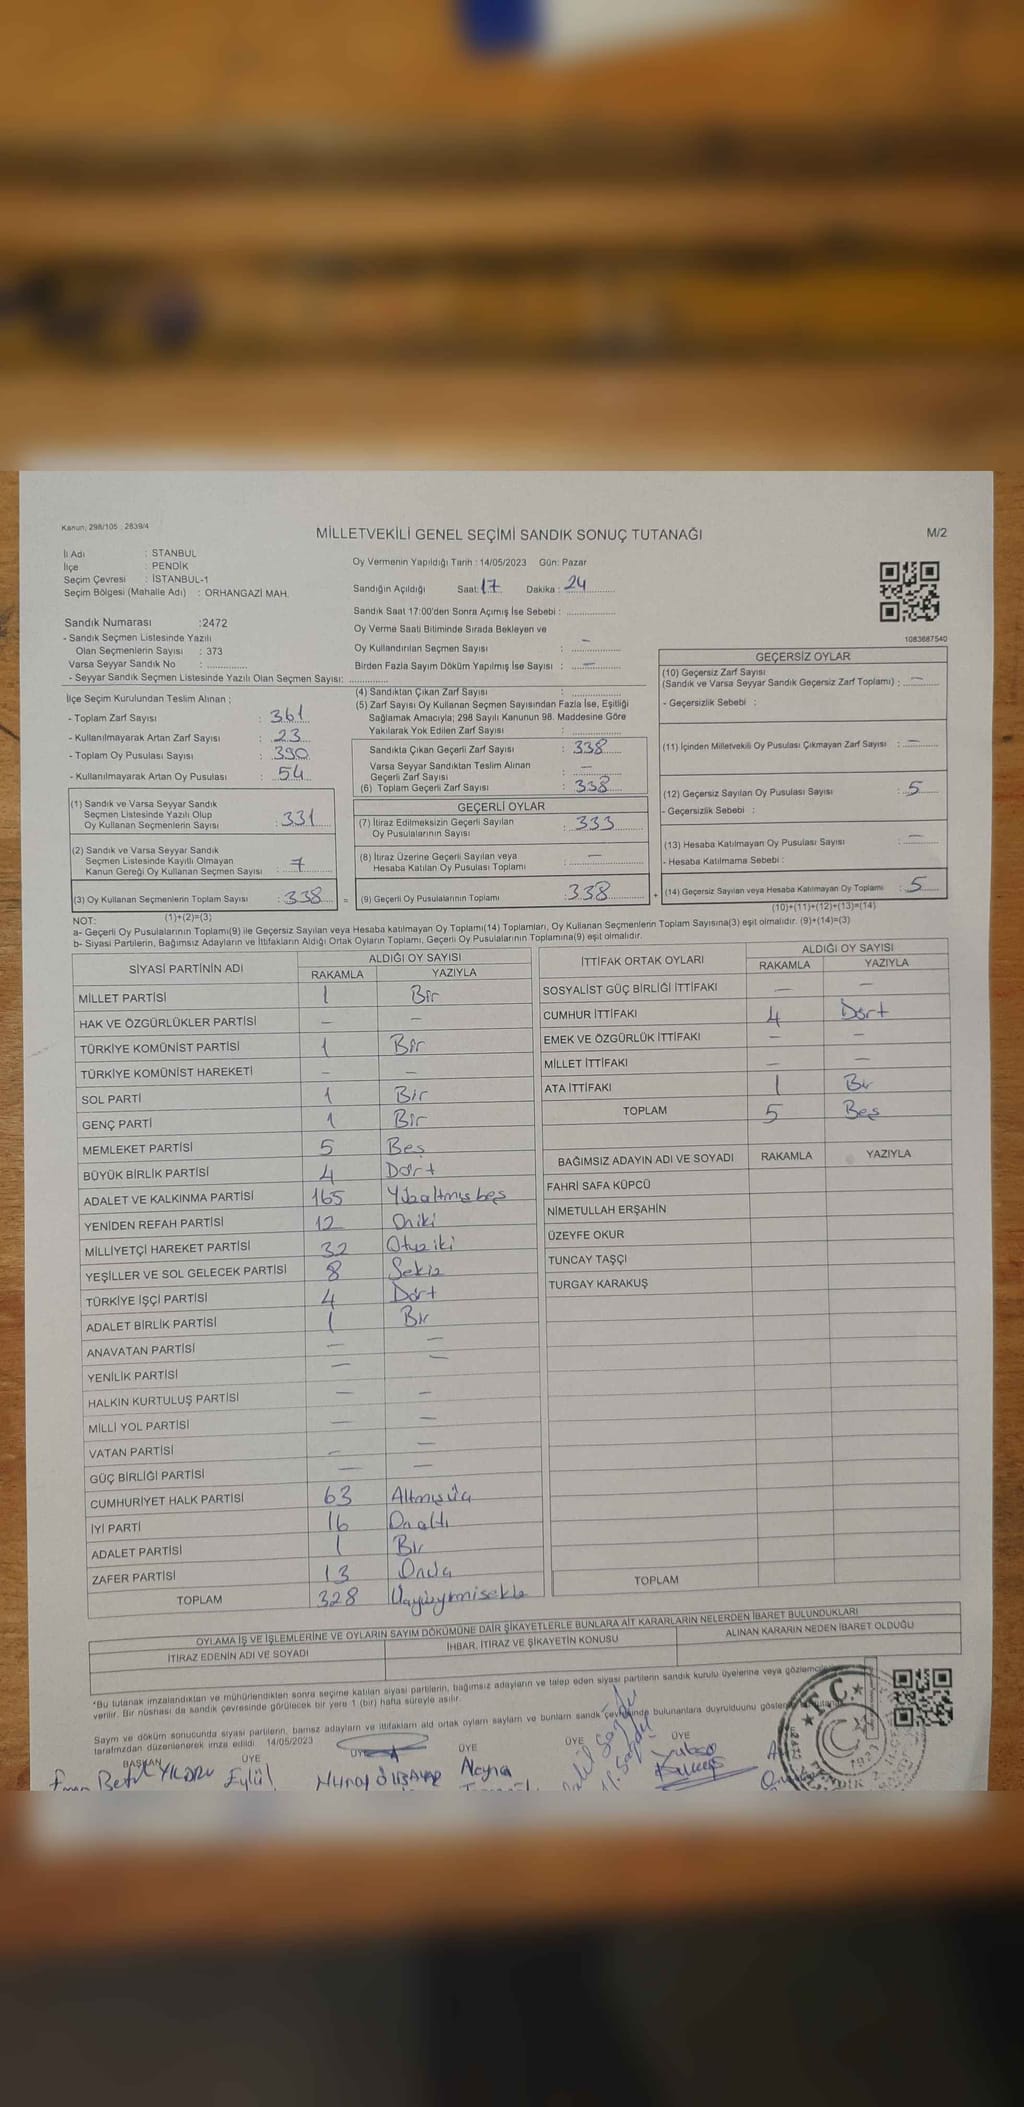 Kanun; 298/105 : 2839/4
MİLLETVEKİLİ GENEL SEÇİMİ SANDIK SONUÇ TUTANAĞI
M/2
İl Adı : STANBUL
İlçe : PENDİK
Seçim Çevresi : İSTANBUL-1
Seçim Bölgesi (Mahalle Adı) : ORHANGAZİ MAH.
Sandık Numarası :2472
- Sandık Seçmen Listesinde Yazılı
Olan Seçmenlerin Sayısı : 373
Varsa Seyyar Sandık No : ..............
- Seyyar Sandık Seçmen Listesinde Yazılı Olan Seçmen Sayısı: ..............
Oy Vermenin Yapıldığı Tarih : 14/05/2023 Gün: Pazar
Sandığın Açıldığı Saat: 17 Dakika : 24
Sandık Saat 17:00'den Sonra Açımış İse Sebebi : ..............
Oy Verme Saati Bitiminde Sırada Bekleyen ve
Oy Kullandırılan Seçmen Sayısı : —
Birden Fazla Sayım Döküm Yapılmış İse Sayısı : —
1083687540
İlçe Seçim Kurulundan Teslim Alınan ;
- Toplam Zarf Sayısı : 361
- Kullanılmayarak Artan Zarf Sayısı : 23
- Toplam Oy Pusulası Sayısı : 390
- Kullanılmayarak Artan Oy Pusulası : 54
(1) Sandık ve Varsa Seyyar Sandık
Seçmen Listesinde Yazılı Olup
Oy Kullanan Seçmenlerin Sayısı : 331
(2) Sandık ve Varsa Seyyar Sandık
Seçmen Listesinde Kayıtlı Olmayan
Kanun Gereği Oy Kullanan Seçmen Sayısı : 7
(3) Oy Kullanan Seçmenlerin Toplam Sayısı : 338 =
(1)+(2)=(3)
(4) Sandıktan Çıkan Zarf Sayısı : ..............
(5) Zarf Sayısı Oy Kullanan Seçmen Sayısından Fazla İse, Eşitliği
Sağlamak Amacıyla; 298 Sayılı Kanunun 98. Maddesine Göre
Yakılarak Yok Edilen Zarf Sayısı : ..............
Sandıkta Çıkan Geçerli Zarf Sayısı : 338
Varsa Seyyar Sandıktan Teslim Alınan
Geçerli Zarf Sayısı : —
(6) Toplam Geçerli Zarf Sayısı : 338
GEÇERLİ OYLAR
(7) İtiraz Edilmeksizin Geçerli Sayılan
Oy Pusulalarının Sayısı : 333
(8) İtiraz Üzerine Geçerli Sayılan veya
Hesaba Katılan Oy Pusulası Toplamı : —
(9) Geçerli Oy Pusulalarının Toplamı : 338 +
GEÇERSİZ OYLAR
(10) Geçersiz Zarf Sayısı
(Sandık ve Varsa Seyyar Sandık Geçersiz Zarf Toplamı) : —
- Geçersizlik Sebebi :
(11) İçinden Milletvekili Oy Pusulası Çıkmayan Zarf Sayısı : —
(12) Geçersiz Sayılan Oy Pusulası Sayısı : 5
- Geçersizlik Sebebi :
(13) Hesaba Katılmayan Oy Pusulası Sayısı : —
- Hesaba Katılmama Sebebi :
(14) Geçersiz Sayılan veya Hesaba Katılmayan Oy Toplamı : 5
(10)+(11)+(12)+(13)=(14)
NOT:
a- Geçerli Oy Pusulalarının Toplamı(9) ile Geçersiz Sayılan veya Hesaba katılmayan Oy Toplamı(14) Toplamları, Oy Kullanan Seçmenlerin Toplam Sayısına(3) eşit olmalıdır. (9)+(14)=(3)
b- Siyasi Partilerin, Bağımsız Adayların ve İttifakların Aldığı Ortak Oyların Toplamı, Geçerli Oy Pusulalarının Toplamına(9) eşit olmalıdır.
SİYASİ PARTİNİN ADI ALDIĞI OY SAYISI
RAKAMLA YAZIYLA
MİLLET PARTİSİ 1 Bir
HAK VE ÖZGÜRLÜKLER PARTİSİ — —
TÜRKİYE KOMÜNİST PARTİSİ 1 Bir
TÜRKİYE KOMÜNİST HAREKETİ — —
SOL PARTİ 1 Bir
GENÇ PARTİ 1 Bir
MEMLEKET PARTİSİ 5 Beş
BÜYÜK BİRLİK PARTİSİ 4 Dört
ADALET VE KALKINMA PARTİSİ 165 Yüzaltmışbeş
YENİDEN REFAH PARTİSİ 12 Oniki
MİLLİYETÇİ HAREKET PARTİSİ 32 Otuziki
YEŞİLLER VE SOL GELECEK PARTİSİ 8 Sekiz
TÜRKİYE İŞÇİ PARTİSİ 4 Dört
ADALET BİRLİK PARTİSİ 1 Bir
ANAVATAN PARTİSİ — —
YENİLİK PARTİSİ — —
HALKIN KURTULUŞ PARTİSİ — —
MİLLİ YOL PARTİSİ — —
VATAN PARTİSİ — —
GÜÇ BİRLİĞİ PARTİSİ — —
CUMHURİYET HALK PARTİSİ 63 Altmışüç
İYİ PARTİ 16 Onaltı
ADALET PARTİSİ 1 Bir
ZAFER PARTİSİ 13 Onüç
TOPLAM 328 Üçyüzyirmisekiz
İTTİFAK ORTAK OYLARI ALDIĞI OY SAYISI
RAKAMLA YAZIYLA
SOSYALİST GÜÇ BİRLİĞİ İTTİFAKI — —
CUMHUR İTTİFAKI 4 Dört
EMEK VE ÖZGÜRLÜK İTTİFAKI — —
MİLLET İTTİFAKI — —
ATA İTTİFAKI 1 Bir
TOPLAM 5 Beş
BAĞIMSIZ ADAYIN ADI VE SOYADI RAKAMLA YAZIYLA
FAHRİ SAFA KÜPCÜ
NİMETULLAH ERŞAHİN
ÜZEYFE OKUR
TUNCAY TAŞÇI
TURGAY KARAKUŞ
TOPLAM
OYLAMA İŞ VE İŞLEMLERİNE VE OYLARIN SAYIM DÖKÜMÜNE DAİR ŞİKAYETLERLE BUNLARA AİT KARARLARIN NELERDEN İBARET BULUNDUKLARI
İTİRAZ EDENİN ADI VE SOYADI İHBAR, İTİRAZ VE ŞİKAYETİN KONUSU ALINAN KARARIN NEDEN İBARET OLDUĞU
*Bu tutanak imzalandıktan ve mühürlendikten sonra seçime katılan siyasi partilerin, bağımsız adayların ve talep eden siyasi partilerin sandık kurulu üyelerine veya
verilir. Bir nüshası da sandık çevresinde görülecek bir yere 1 (bir) hafta süreyle asılır.
Sayım ve döküm sonucunda siyasi partilerin, bamsz adayların ve ittifakların ald ortak oyların sayların ve bunların sandk çevresinde bulunanlara duyrulduunu
tarafmzdan düzenlenerek imza edildi. 14/05/2023
BAŞKAN ÜYE ÜYE ÜYE ÜYE ÜYE
Betül YILDIRU Eylül
T.C.